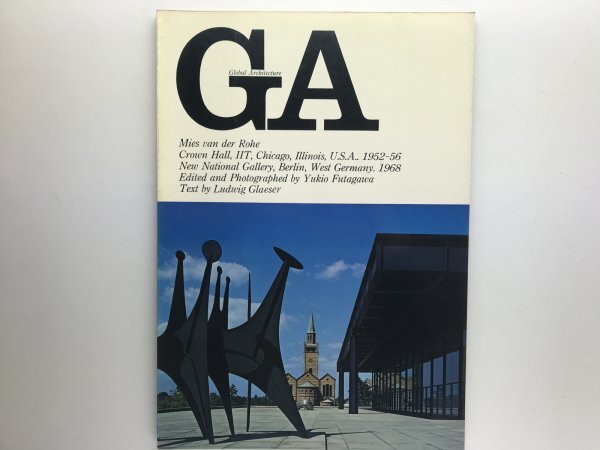 GA
Global Architecture
Mies van der Rohe
Crown Hall, IIT, Chicago, Illinois, U.S.A.. 1952–56
New National Gallery, Berlin, West Germany. 1968
Edited and Photographed by Yukio Futagawa
Text by Ludwig Glaeser